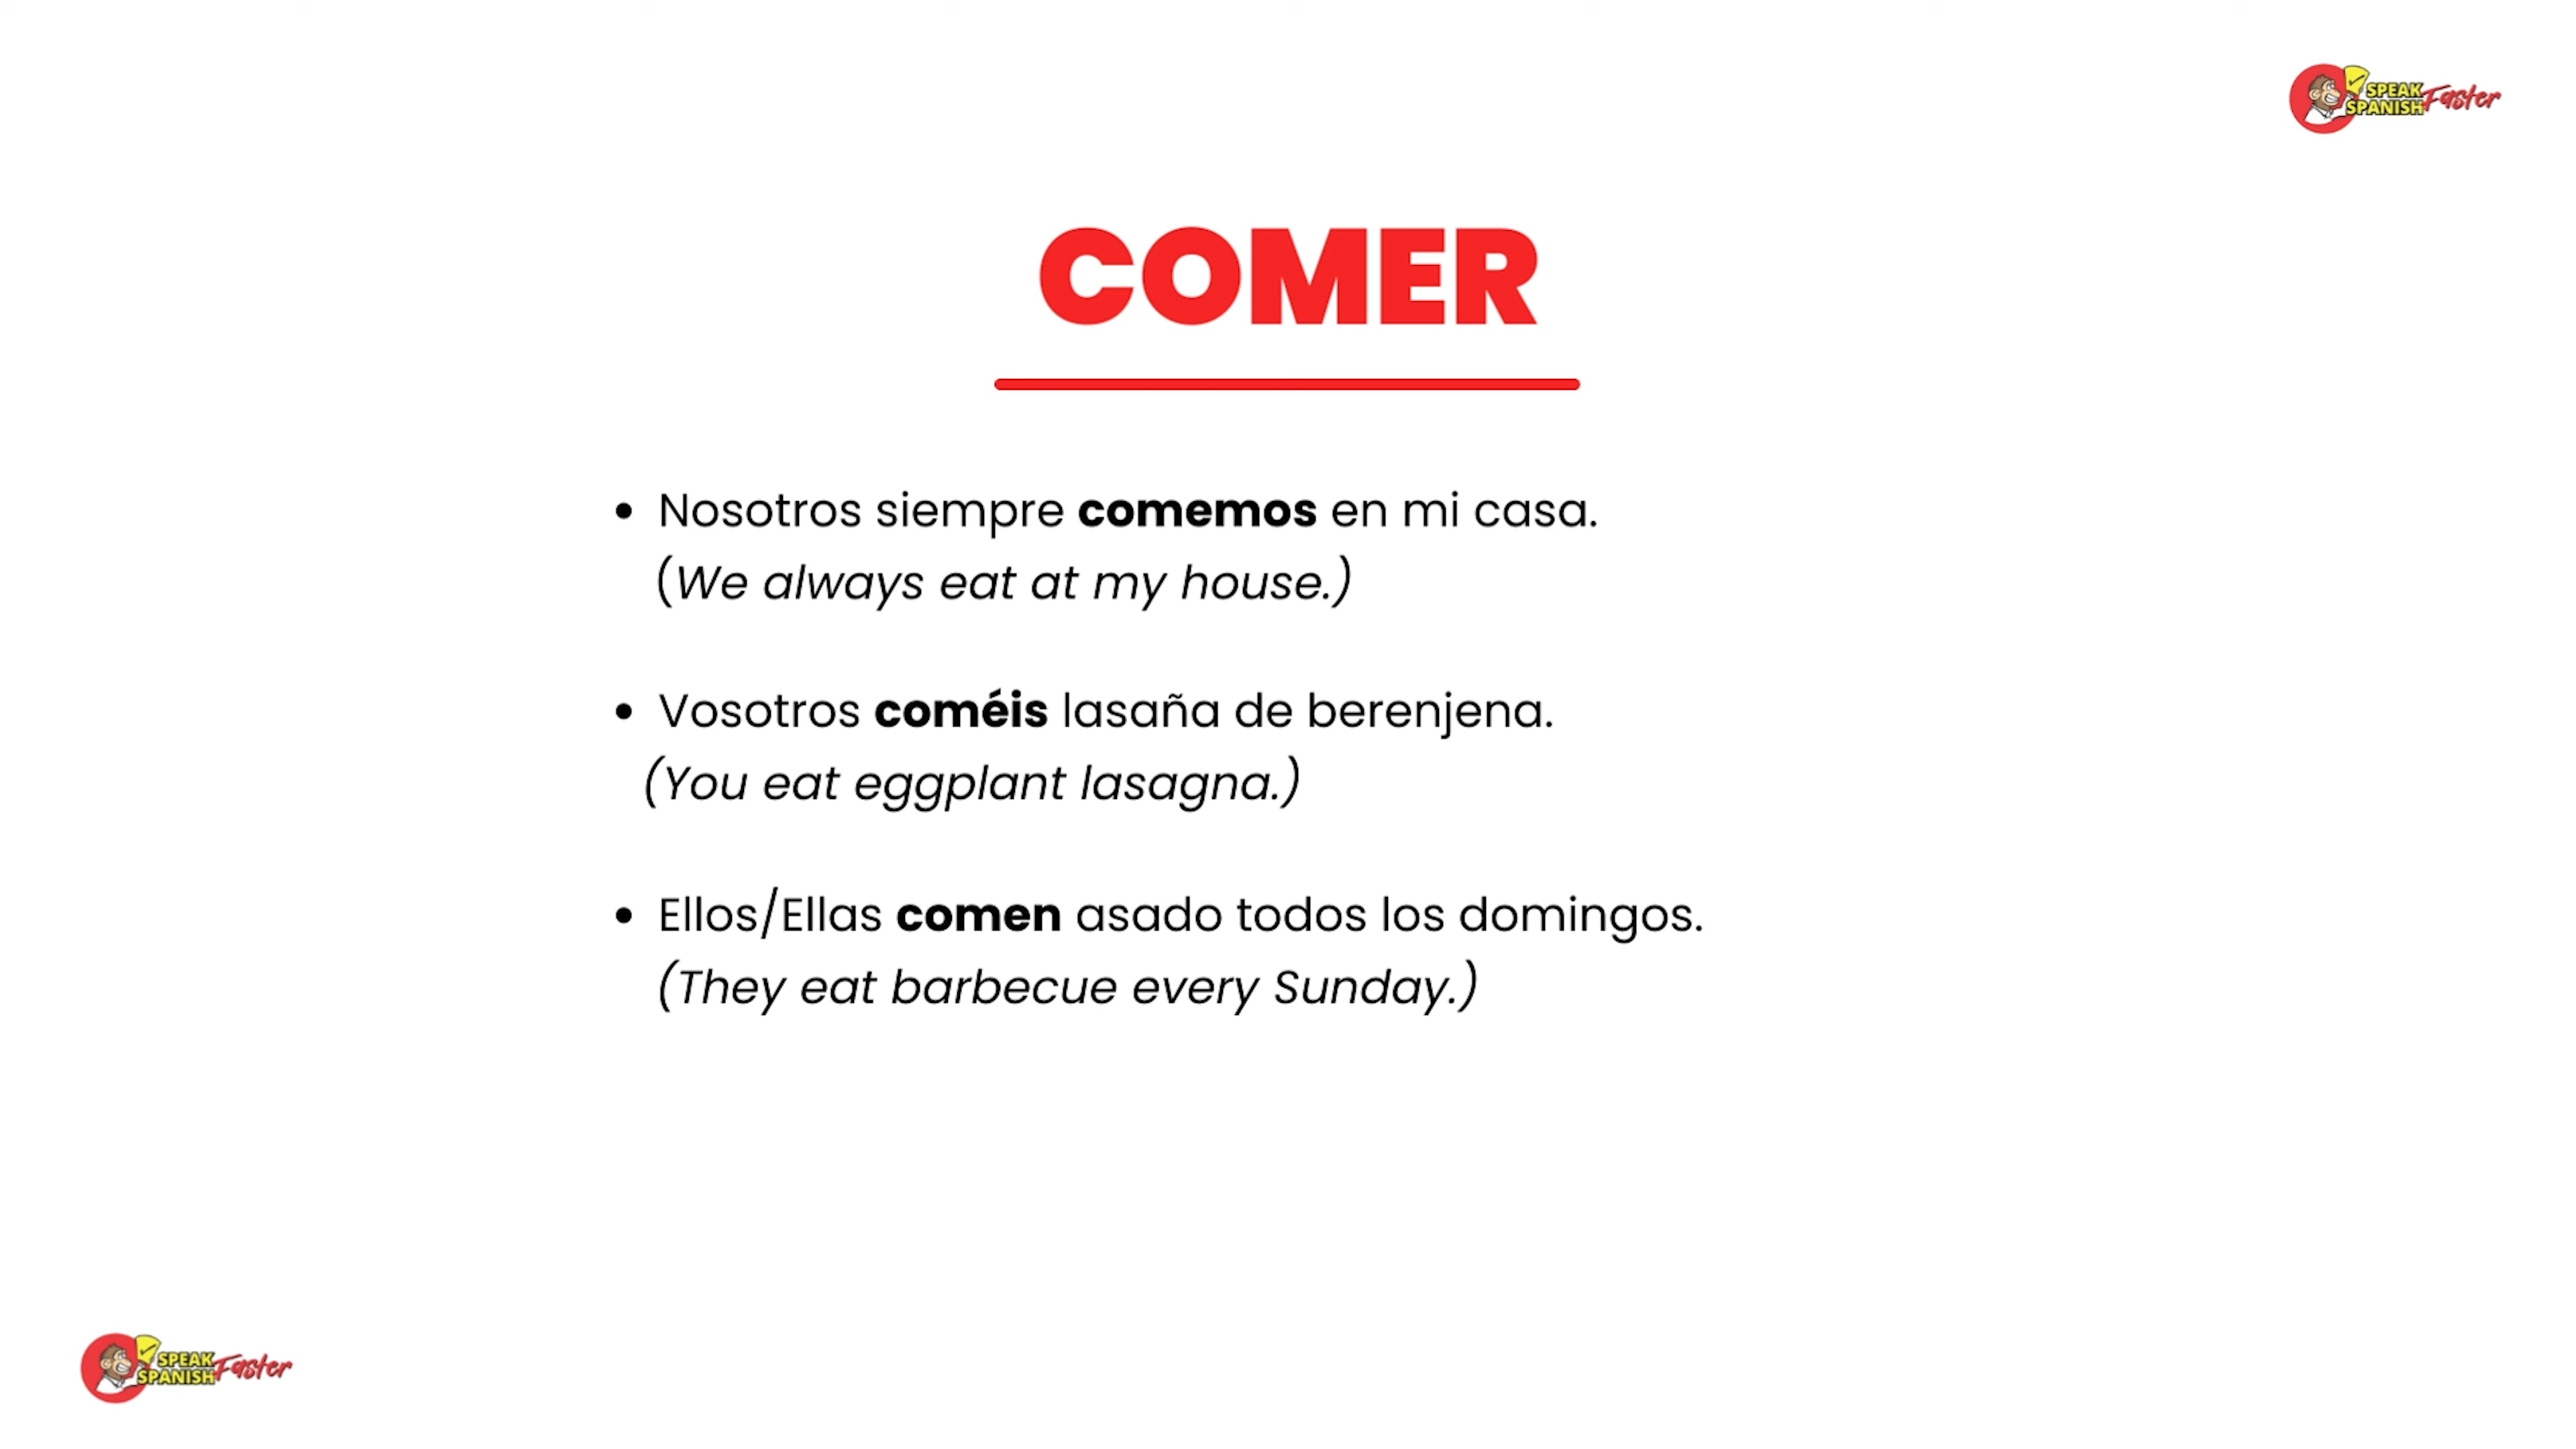 SPEAK
SPANISH Faster
COMER
• Nosotros siempre comemos en mi casa.
(We always eat at my house.)
• Vosotros coméis lasaña de berenjena.
(You eat eggplant lasagna.)
• Ellos/Ellas comen asado todos los domingos.
(They eat barbecue every Sunday.)
SPEAK
SPANISH Faster